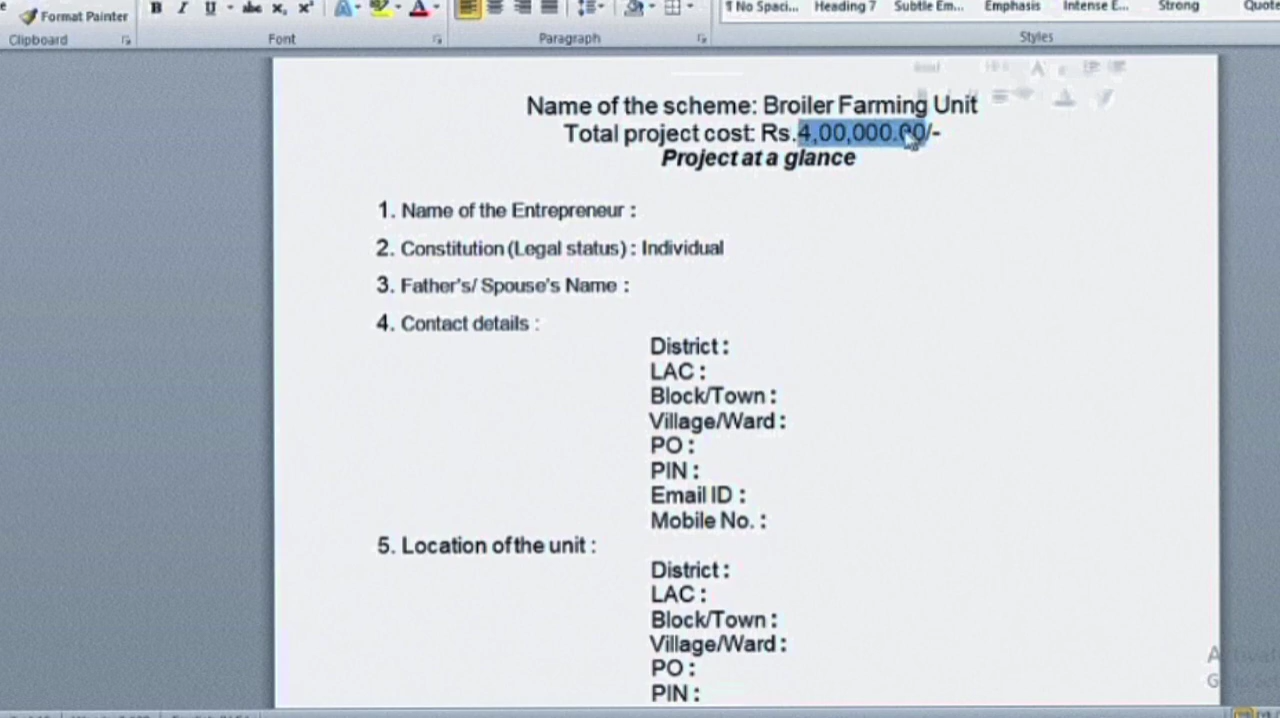 Format Painter
B I U abc x₂ x²
¶ No Spaci... Heading 7 Subtle Em... Emphasis Intense E... Strong Quote
Clipboard Font Paragraph Styles
Name of the scheme: Broiler Farming Unit
Total project cost: Rs.4,00,000.00/-
Project at a glance
1. Name of the Entrepreneur :
2. Constitution (Legal status) : Individual
3. Father's/ Spouse's Name :
4. Contact details :
District :
LAC :
Block/Town :
Village/Ward :
PO :
PIN :
Email ID :
Mobile No. :
5. Location of the unit :
District :
LAC :
Block/Town :
Village/Ward :
PO :
PIN :